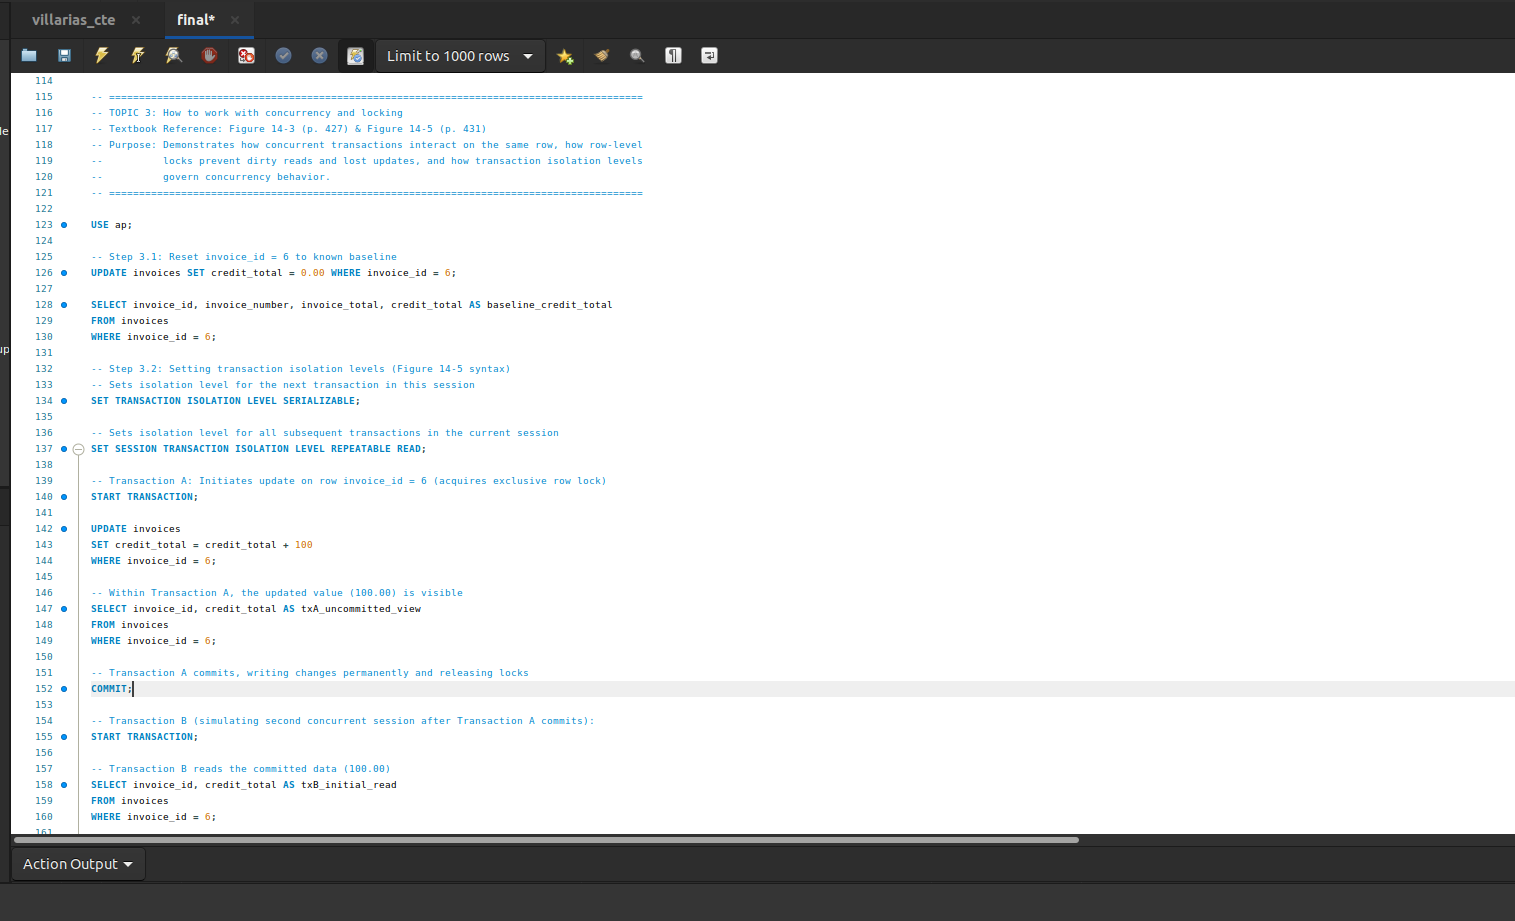 villarias_cte
final*
Limit to 1000 rows
114
115 -- =========================================================================================
116 -- TOPIC 3: How to work with concurrency and locking
117 -- Textbook Reference: Figure 14-3 (p. 427) & Figure 14-5 (p. 431)
118 -- Purpose: Demonstrates how concurrent transactions interact on the same row, how row-level
119 --          locks prevent dirty reads and lost updates, and how transaction isolation levels
120 --          govern concurrency behavior.
121 -- =========================================================================================
122
123 USE ap;
124
125 -- Step 3.1: Reset invoice_id = 6 to known baseline
126 UPDATE invoices SET credit_total = 0.00 WHERE invoice_id = 6;
127
128 SELECT invoice_id, invoice_number, invoice_total, credit_total AS baseline_credit_total
129 FROM invoices
130 WHERE invoice_id = 6;
131
132 -- Step 3.2: Setting transaction isolation levels (Figure 14-5 syntax)
133 -- Sets isolation level for the next transaction in this session
134 SET TRANSACTION ISOLATION LEVEL SERIALIZABLE;
135
136 -- Sets isolation level for all subsequent transactions in the current session
137 SET SESSION TRANSACTION ISOLATION LEVEL REPEATABLE READ;
138
139 -- Transaction A: Initiates update on row invoice_id = 6 (acquires exclusive row lock)
140 START TRANSACTION;
141
142 UPDATE invoices
143 SET credit_total = credit_total + 100
144 WHERE invoice_id = 6;
145
146 -- Within Transaction A, the updated value (100.00) is visible
147 SELECT invoice_id, credit_total AS txA_uncommitted_view
148 FROM invoices
149 WHERE invoice_id = 6;
150
151 -- Transaction A commits, writing changes permanently and releasing locks
152 COMMIT;
153
154 -- Transaction B (simulating second concurrent session after Transaction A commits):
155 START TRANSACTION;
156
157 -- Transaction B reads the committed data (100.00)
158 SELECT invoice_id, credit_total AS txB_initial_read
159 FROM invoices
160 WHERE invoice_id = 6;
161
Action Output